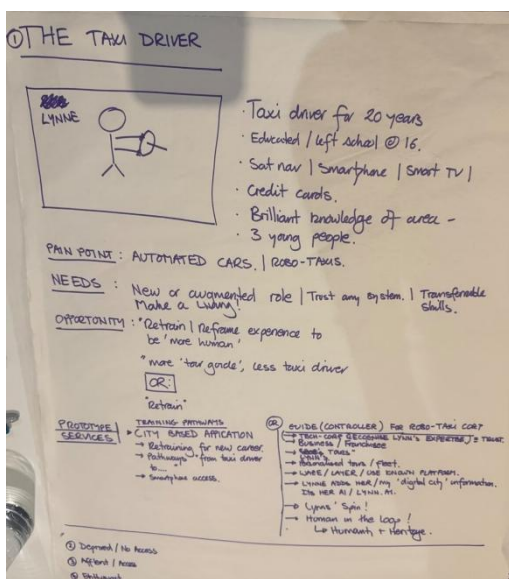 ① THE TAXI DRIVER
LYNNE
· Taxi driver for 20 years
· Educated / left school @ 16.
· Sat nav | Smartphone | Smart TV |
· Credit cards.
· Brilliant knowledge of area -
3 young people.
PAIN POINT : AUTOMATED CARS. | ROBO-TAXIS.
NEEDS : New or augmented role | Trust any system. | Transferable
Make a Living! skills.
OPPORTUNITY : "Retrain | Reframe experience to
be 'more human'
"more 'tour guide', less taxi driver
OR:
"Retrain"
PROTOTYPE
SERVICES
TRAINING PATHWAYS
CITY BASED APPLICATION
→ Retraining for new career.
→ Pathways "from taxi driver
to...."
→ Smartphone access.
OR GUIDE (CONTROLLER) FOR ROBO-TAXI CORP
→ TECH-CORP RECOGNISE LYNN'S EXPERTISE, & TRUST.
Business / Franchisee
LYNN'S Tours"
→ Personalised tours / fleet.
→ LAYER / USE KNOWN PLATFORM.
→ LYNNE ADDS HER / my 'digital city' information.
ITS HER AI / LYNN.AI.
→ Lynns 'Spin' !
→ Human in the loop !
↳ Humanity + Heritage.
① Deprived / No Access
② Affluent / Access
③